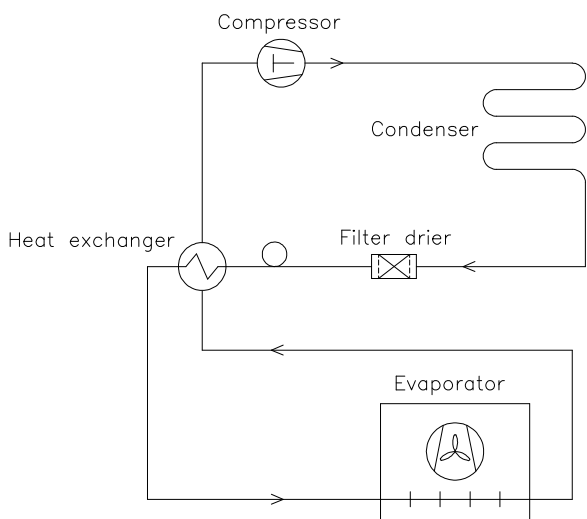 Compressor
Condenser
Heat exchanger
Filter drier
Evaporator